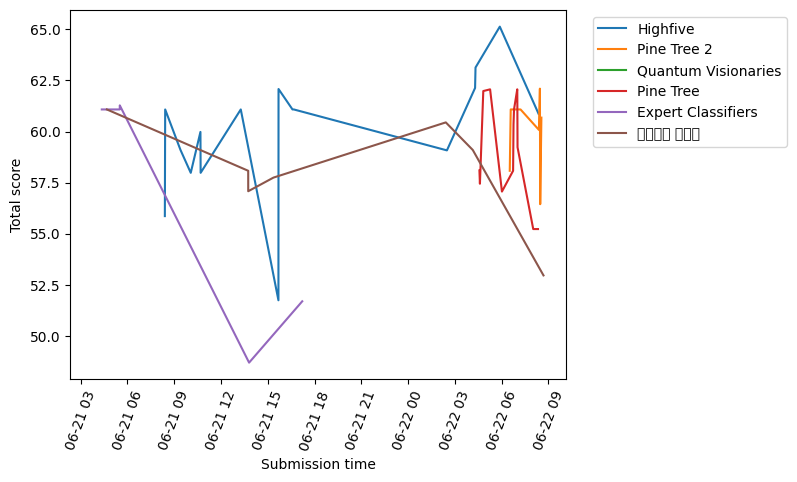 Highfive
Pine Tree 2
Quantum Visionaries
Pine Tree
Expert Classifiers
65.0
62.5
60.0
57.5
55.0
52.5
50.0
Total score
06-21 03
06-21 06
06-21 09
06-21 12
06-21 15
06-21 18
06-21 21
06-22 00
06-22 03
06-22 06
06-22 09
Submission time